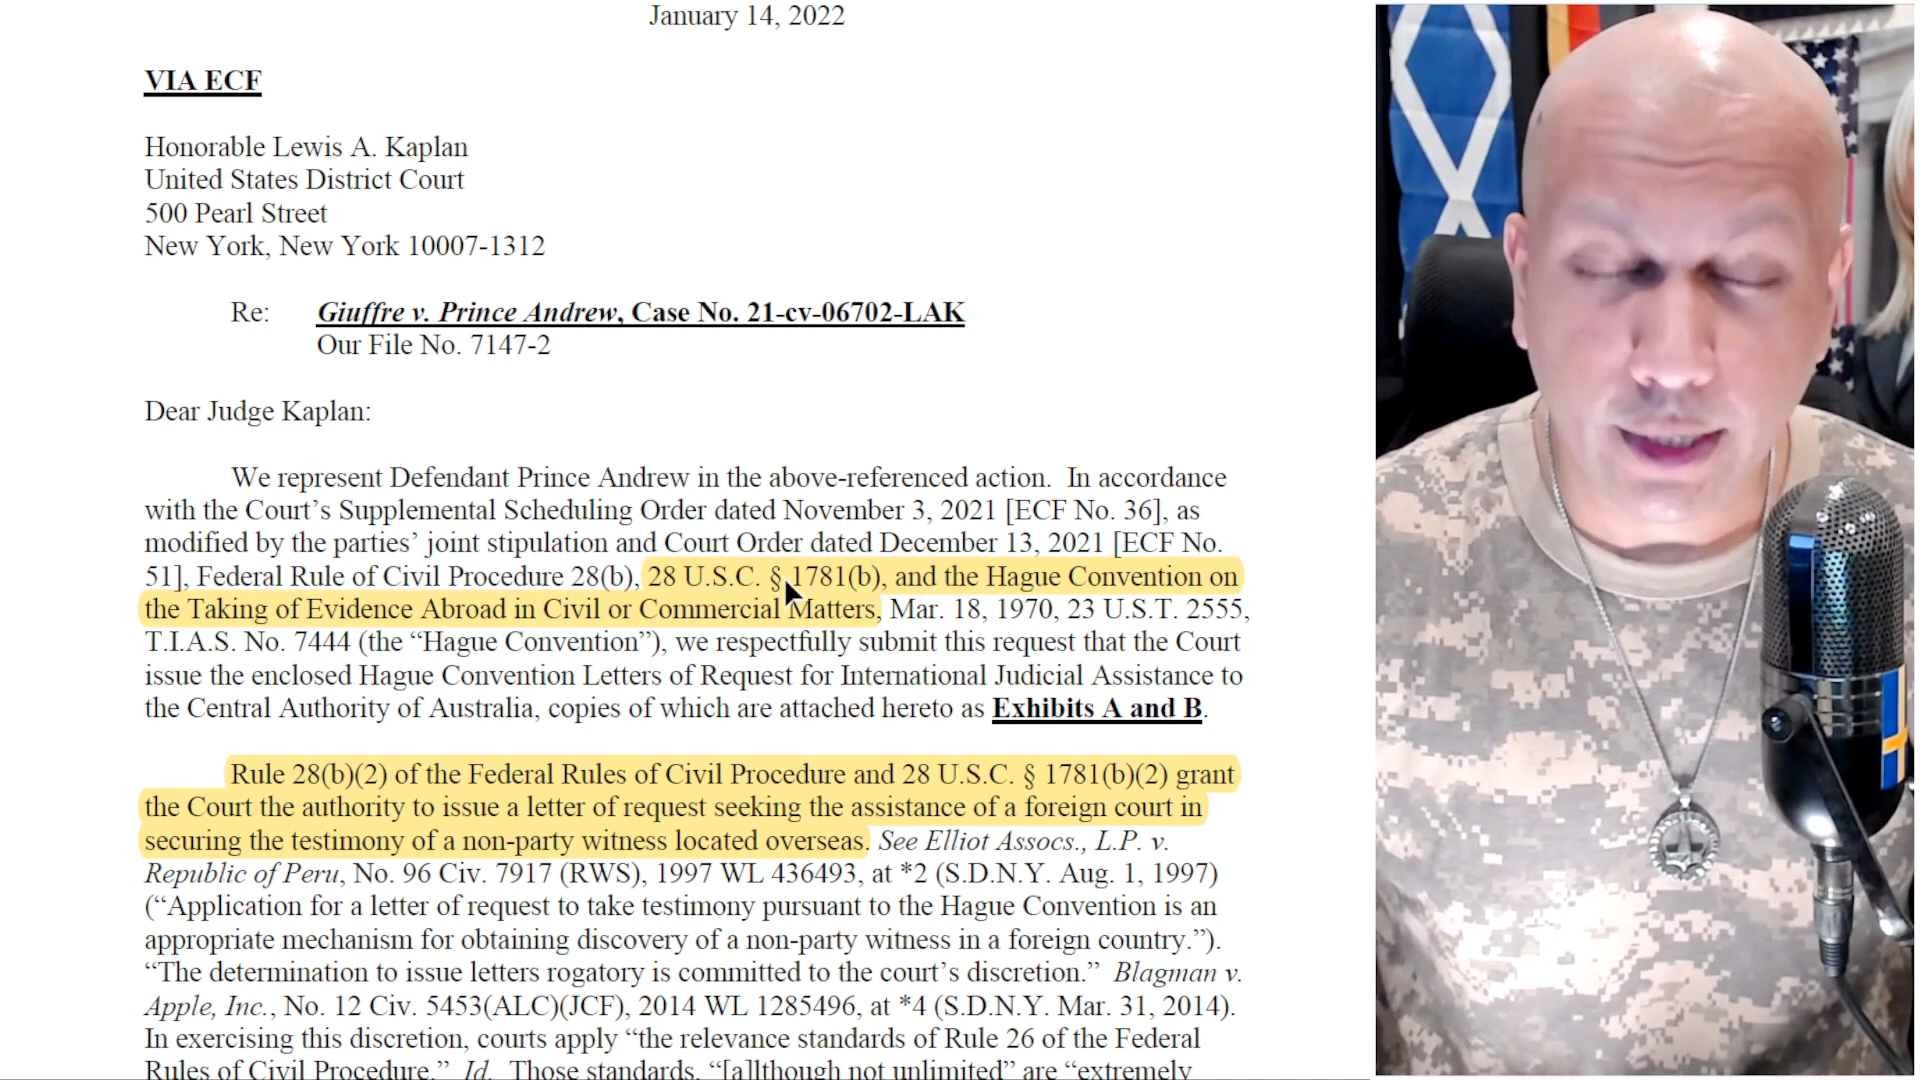 January 14, 2022
VIA ECF
Honorable Lewis A. Kaplan
United States District Court
500 Pearl Street
New York, New York 10007-1312
Re: Giuffre v. Prince Andrew, Case No. 21-cv-06702-LAK
Our File No. 7147-2
Dear Judge Kaplan:
We represent Defendant Prince Andrew in the above-referenced action. In accordance
with the Court’s Supplemental Scheduling Order dated November 3, 2021 [ECF No. 36], as
modified by the parties’ joint stipulation and Court Order dated December 13, 2021 [ECF No.
51], Federal Rule of Civil Procedure 28(b), 28 U.S.C. § 1781(b), and the Hague Convention on
the Taking of Evidence Abroad in Civil or Commercial Matters, Mar. 18, 1970, 23 U.S.T. 2555,
T.I.A.S. No. 7444 (the “Hague Convention”), we respectfully submit this request that the Court
issue the enclosed Hague Convention Letters of Request for International Judicial Assistance to
the Central Authority of Australia, copies of which are attached hereto as Exhibits A and B.
Rule 28(b)(2) of the Federal Rules of Civil Procedure and 28 U.S.C. § 1781(b)(2) grant
the Court the authority to issue a letter of request seeking the assistance of a foreign court in
securing the testimony of a non-party witness located overseas. See Elliot Assocs., L.P. v.
Republic of Peru, No. 96 Civ. 7917 (RWS), 1997 WL 436493, at *2 (S.D.N.Y. Aug. 1, 1997)
(“Application for a letter of request to take testimony pursuant to the Hague Convention is an
appropriate mechanism for obtaining discovery of a non-party witness in a foreign country.”).
“The determination to issue letters rogatory is committed to the court’s discretion.” Blagman v.
Apple, Inc., No. 12 Civ. 5453(ALC)(JCF), 2014 WL 1285496, at *4 (S.D.N.Y. Mar. 31, 2014).
In exercising this discretion, courts apply “the relevance standards of Rule 26 of the Federal
Rules of Civil Procedure.” Id. Those standards, “[a]lthough not unlimited” are “extremely